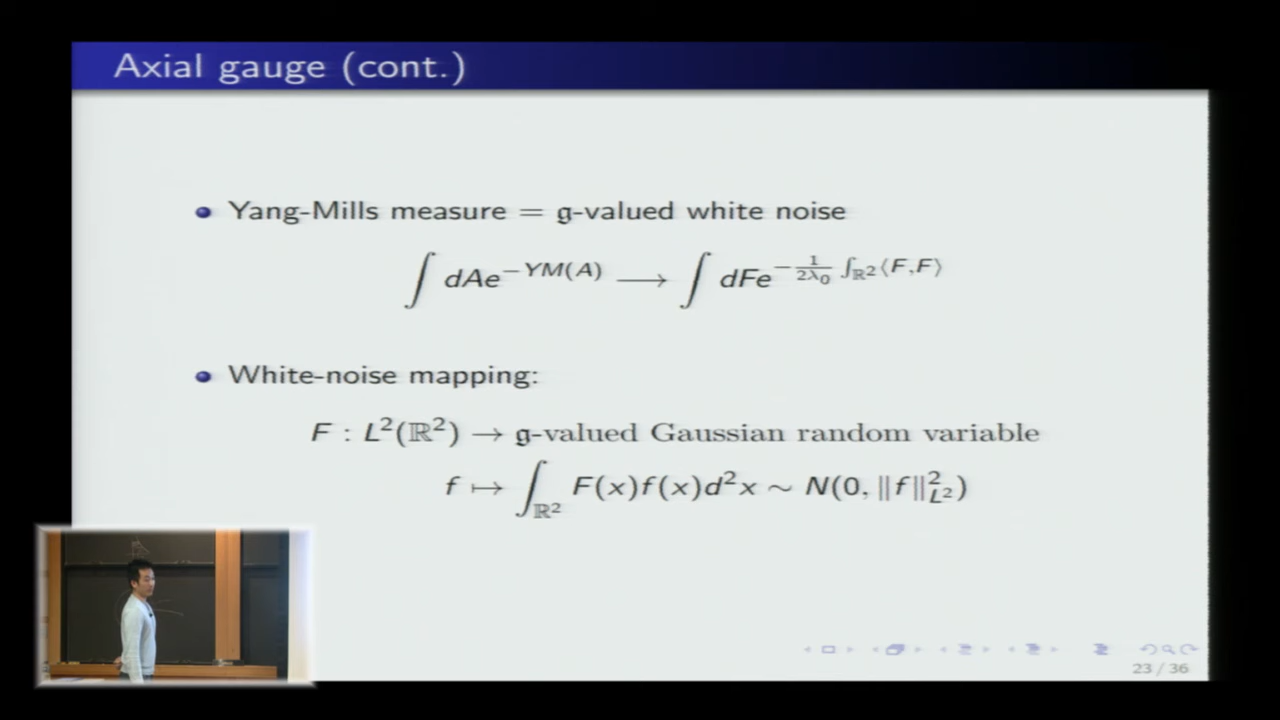 Axial gauge (cont.)
Yang-Mills measure = 𝔤-valued white noise
∫ dAe^{−YM(A)} ⟶ ∫ dFe^{−\frac{1}{2λ_0} ∫_{ℝ^2}⟨F,F⟩}
White-noise mapping:
F : L^2(ℝ^2) → 𝔤-valued Gaussian random variable
f ↦ ∫_{ℝ^2} F(x)f(x)d^2x ∼ N(0, ‖f‖^2_{L^2})
23 / 36